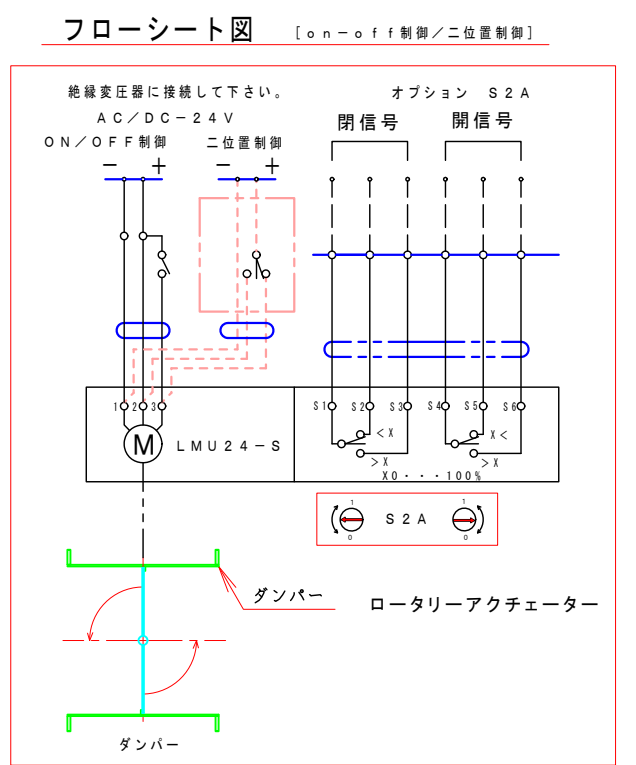 フローシート図 [on-off制御/二位置制御]
絶縁変圧器に接続して下さい。
AC/DC-24V
ON/OFF制御 二位置制御
- + - +
オプション S2A
閉信号 開信号
1 2 3
M LMU24-S
S1 S2 S3 S4 S5 S6
<X X<
>X >X
X0・・・100%
1 0 S2A 1 0
ダンパー
ロータリーアクチェーター
ダンパー